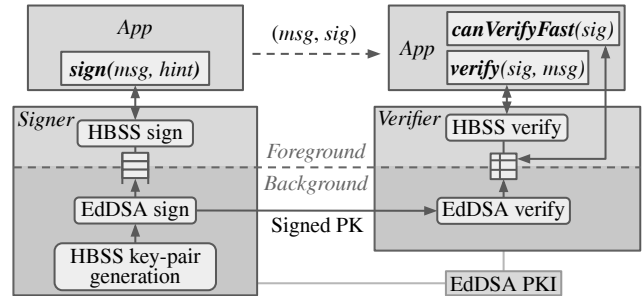 App
sign(msg, hint)
(msg, sig)
App
canVerifyFast(sig)
verify(sig, msg)
Signer
HBSS sign
Verifier
HBSS verify
Foreground
Background
EdDSA sign
Signed PK
EdDSA verify
HBSS key-pair
generation
EdDSA PKI